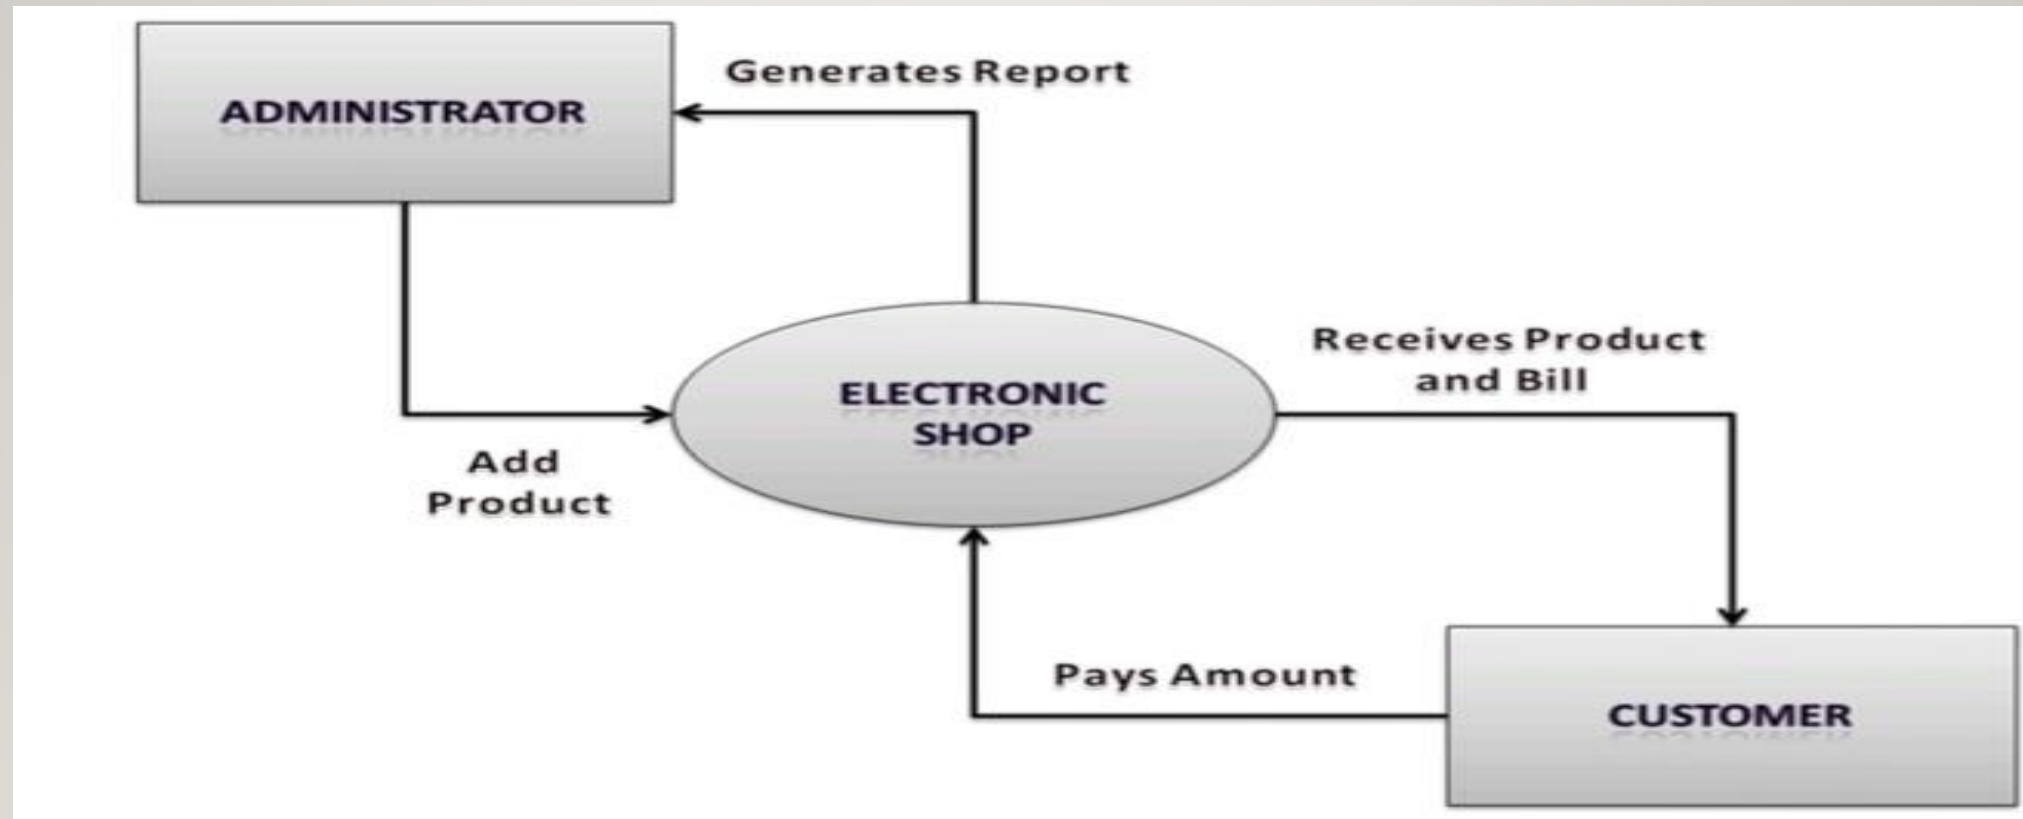 Generates Report
ADMINISTRATOR
Receives Product
and Bill
ELECTRONIC
SHOP
Add
Product
Pays Amount
CUSTOMER